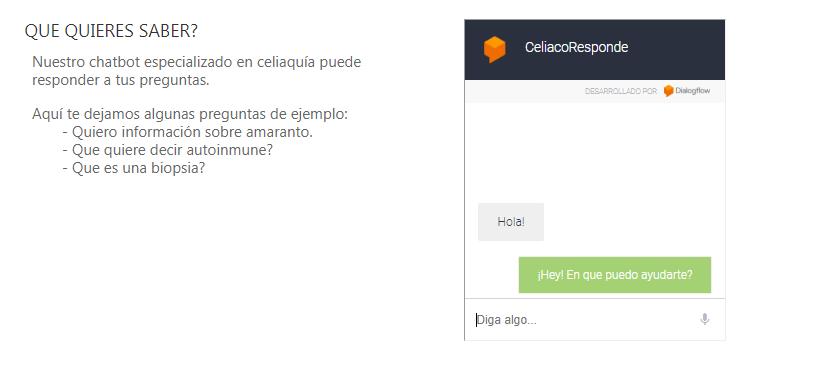 QUE QUIERES SABER?
Nuestro chatbot especializado en celiaquía puede
responder a tus preguntas.
Aquí te dejamos algunas preguntas de ejemplo:
- Quiero información sobre amaranto.
- Que quiere decir autoinmune?
- Que es una biopsia?
CeliacoResponde
DESARROLLADO POR Dialogflow
Hola!
¡Hey! En que puedo ayudarte?
Diga algo...